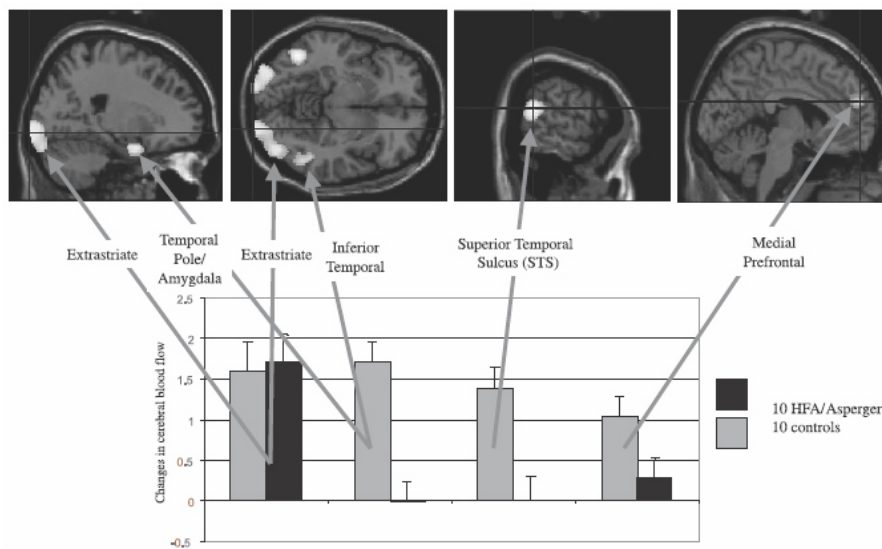 Extrastriate
Temporal
Pole/
Amygdala
Extrastriate
Inferior
Temporal
Superior Temporal
Sulcus (STS)
Medial
Prefrontal
Changes in cerebral blood flow
2.5
2
1.5
1
0.5
0
-0.5
10 HFA/Asperger
10 controls